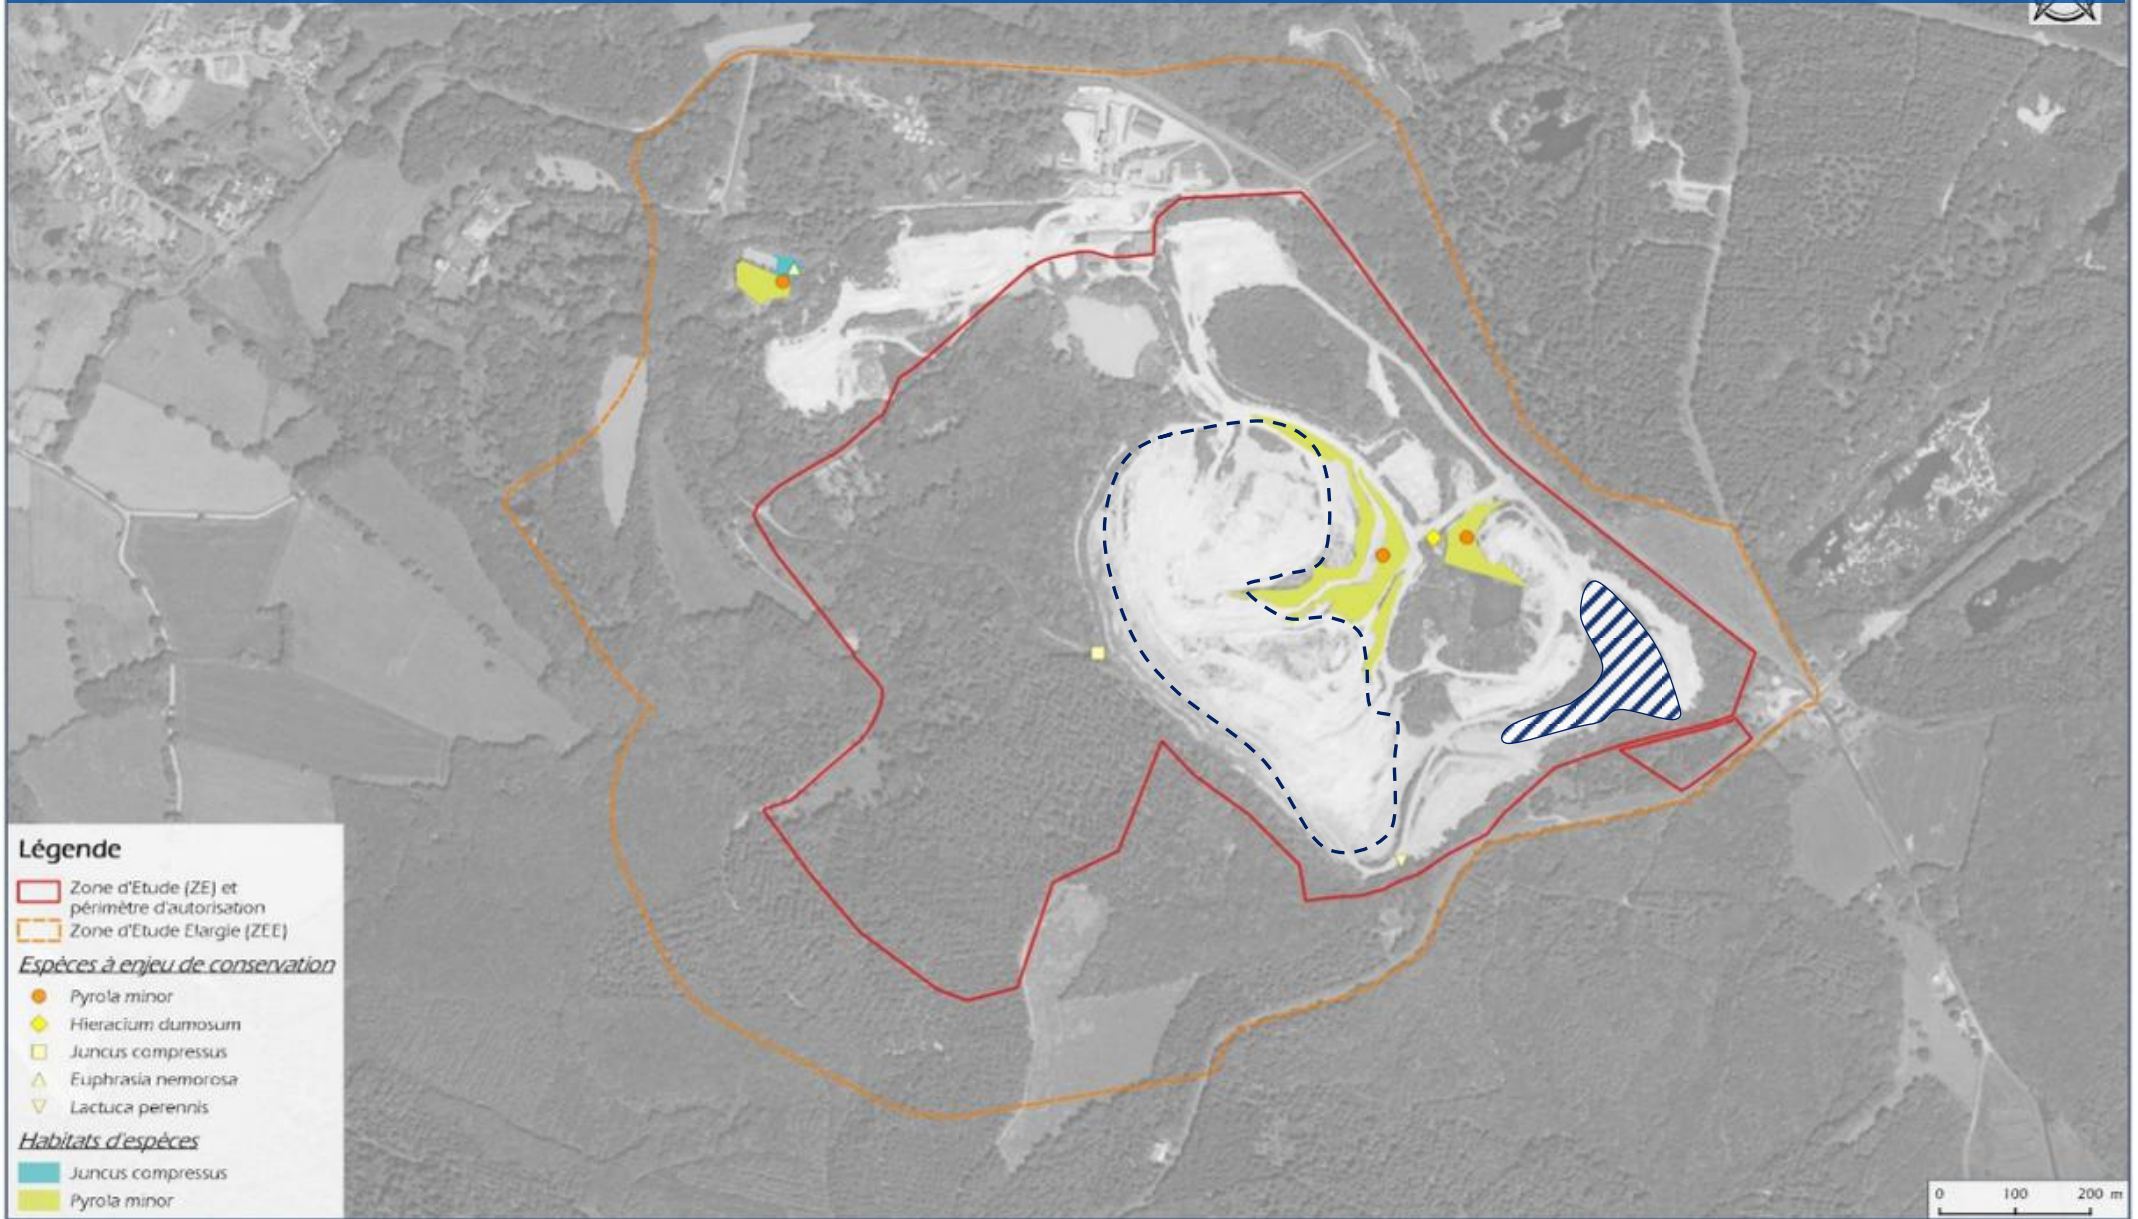 Légende
Zone d'Etude (ZE) et
périmètre d'autorisation
Zone d'Etude Elargie (ZEE)
Espèces à enjeu de conservation
Pyrola minor
Hieracium dumosum
Juncus compressus
Euphrasia nemorosa
Lactuca perennis
Habitats d'espèces
Juncus compressus
Pyrola minor
0 100 200 m